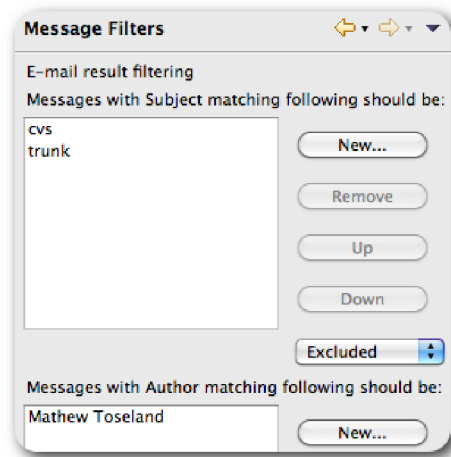 Message Filters
E-mail result filtering
Messages with Subject matching following should be:
cvs
trunk
New...
Remove
Up
Down
Excluded
Messages with Author matching following should be:
Mathew Toseland
New...